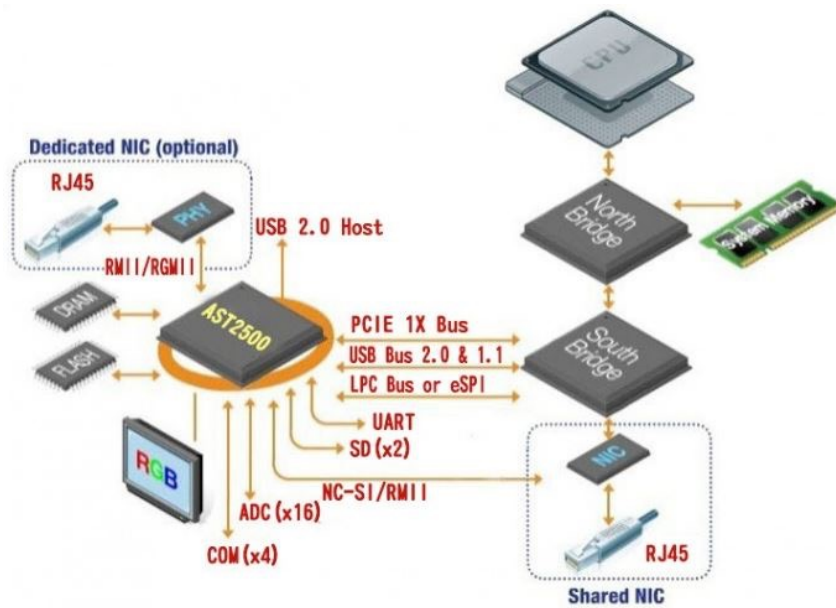 CPU
Dedicated NIC (optional)
RJ45
PHY
USB 2.0 Host
North
Bridge
System Memory
RMII/RGMII
DRAM
AST2500
PCIE 1X Bus
South
Bridge
USB Bus 2.0 & 1.1
FLASH
LPC Bus or eSPI
UART
SD(x2)
NIC
RGB
NC-SI/RMII
ADC(x16)
COM(x4)
RJ45
Shared NIC